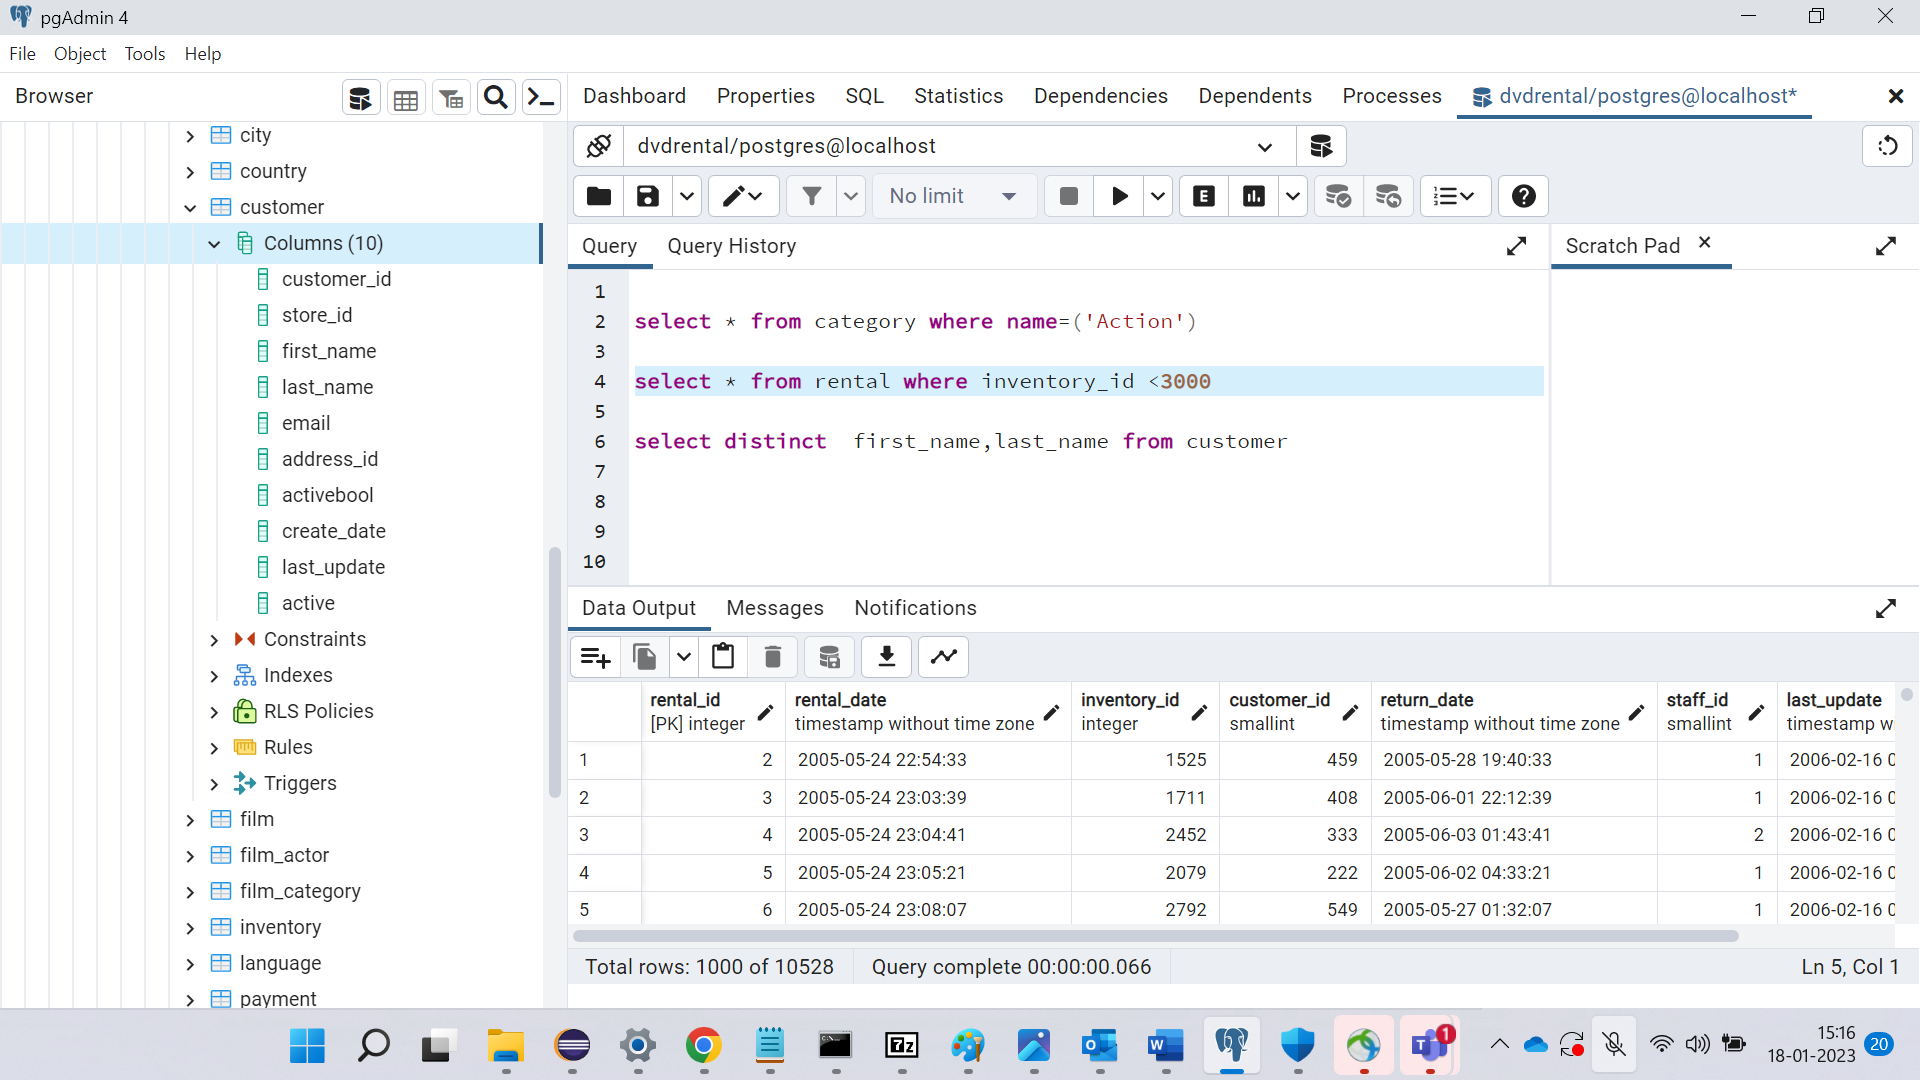 pgAdmin 4
File Object Tools Help
Browser
Dashboard Properties SQL Statistics Dependencies Dependents Processes dvdrental/postgres@localhost*
city
country
customer
Columns (10)
customer_id
store_id
first_name
last_name
email
address_id
activebool
create_date
last_update
active
Constraints
Indexes
RLS Policies
Rules
Triggers
film
film_actor
film_category
inventory
language
payment
dvdrental/postgres@localhost
No limit
E
Query Query History
Scratch Pad
1
2 select * from category where name=('Action')
3
4 select * from rental where inventory_id <3000
5
6 select distinct  first_name,last_name from customer
7
8
9
10
Data Output Messages Notifications
rental_id rental_date inventory_id customer_id return_date staff_id last_update
[PK] integer timestamp without time zone integer smallint timestamp without time zone smallint timestamp w
1 2 2005-05-24 22:54:33 1525 459 2005-05-28 19:40:33 1 2006-02-16 0
2 3 2005-05-24 23:03:39 1711 408 2005-06-01 22:12:39 1 2006-02-16 0
3 4 2005-05-24 23:04:41 2452 333 2005-06-03 01:43:41 2 2006-02-16 0
4 5 2005-05-24 23:05:21 2079 222 2005-06-02 04:33:21 1 2006-02-16 0
5 6 2005-05-24 23:08:07 2792 549 2005-05-27 01:32:07 1 2006-02-16 0
Total rows: 1000 of 10528 Query complete 00:00:00.066 Ln 5, Col 1
7z
O
W
T
1
15:16
18-01-2023
20